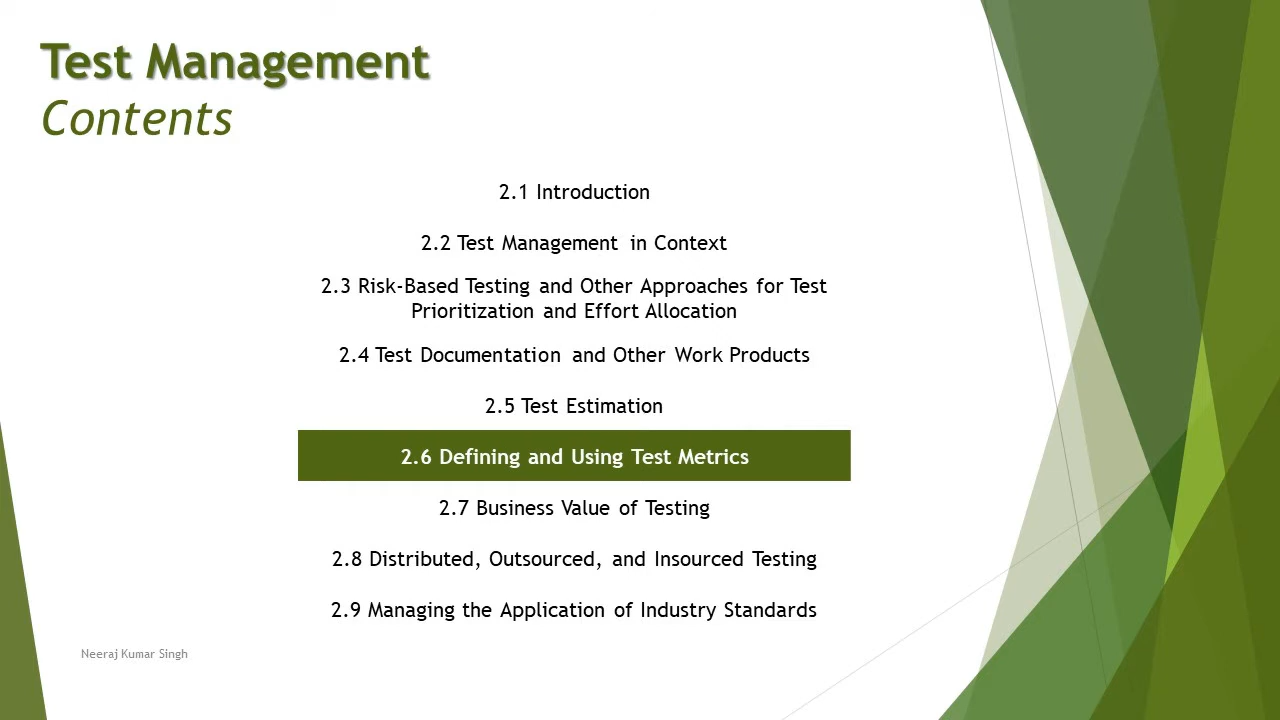 Test Management
Contents
2.1 Introduction
2.2 Test Management in Context
2.3 Risk-Based Testing and Other Approaches for Test
Prioritization and Effort Allocation
2.4 Test Documentation and Other Work Products
2.5 Test Estimation
2.6 Defining and Using Test Metrics
2.7 Business Value of Testing
2.8 Distributed, Outsourced, and Insourced Testing
2.9 Managing the Application of Industry Standards
Neeraj Kumar Singh